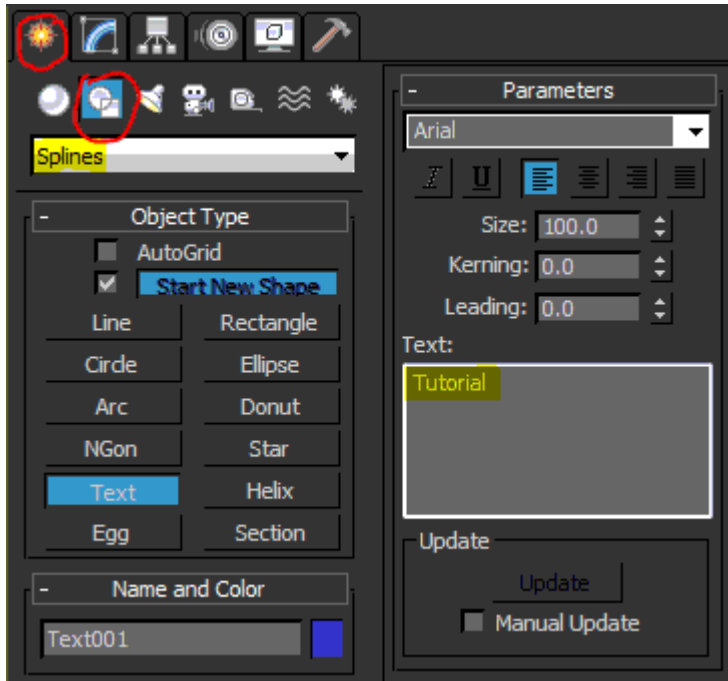 Splines
- Object Type
AutoGrid
Start New Shape
Line Rectangle
Circle Ellipse
Arc Donut
NGon Star
Text Helix
Egg Section
- Name and Color
Text001
- Parameters
Arial
I U
Size: 100.0
Kerning: 0.0
Leading: 0.0
Text:
Tutorial
Update
Update
Manual Update